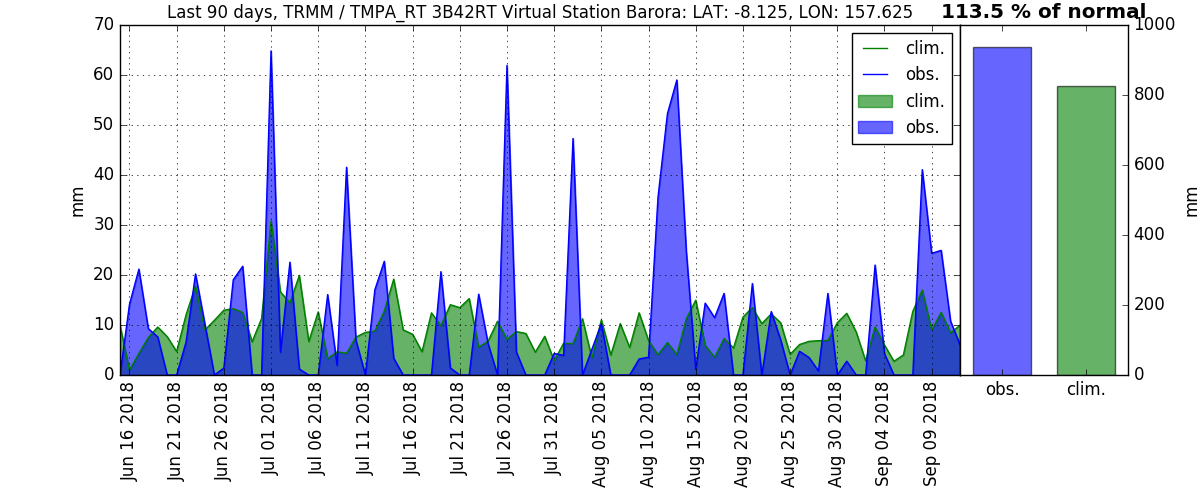 Last 90 days, TRMM / TMPA_RT 3B42RT Virtual Station Barora: LAT: -8.125, LON: 157.625
113.5 % of normal
70
60
50
40
30
20
10
0
mm
clim.
obs.
clim.
obs.
1000
800
600
400
200
0
mm
obs.
clim.
Jun 16 2018
Jun 21 2018
Jun 26 2018
Jul 01 2018
Jul 06 2018
Jul 11 2018
Jul 16 2018
Jul 21 2018
Jul 26 2018
Jul 31 2018
Aug 05 2018
Aug 10 2018
Aug 15 2018
Aug 20 2018
Aug 25 2018
Aug 30 2018
Sep 04 2018
Sep 09 2018